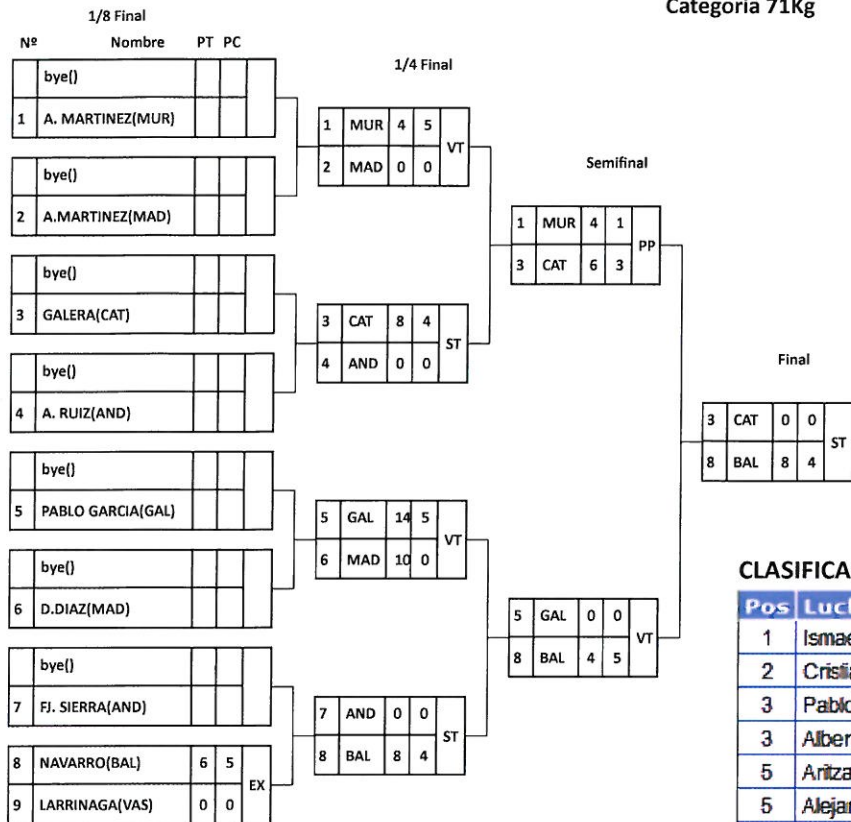 Categoría 71Kg
1/8 Final
Nº Nombre PT PC
bye()
1 A. MARTINEZ(MUR)
bye()
2 A.MARTINEZ(MAD)
bye()
3 GALERA(CAT)
bye()
4 A. RUIZ(AND)
bye()
5 PABLO GARCIA(GAL)
bye()
6 D.DIAZ(MAD)
bye()
7 FJ. SIERRA(AND)
8 NAVARRO(BAL) 6 5
EX
9 LARRINAGA(VAS) 0 0
1/4 Final
1 MUR 4 5
VT
2 MAD 0 0
3 CAT 8 4
ST
4 AND 0 0
5 GAL 14 5
VT
6 MAD 10 0
7 AND 0 0
ST
8 BAL 8 4
Semifinal
1 MUR 4 1
PP
3 CAT 6 3
5 GAL 0 0
VT
8 BAL 4 5
Final
3 CAT 0 0
ST
8 BAL 8 4
CLASIFICA
Pos
1
2
3 Pablo
3
5
5